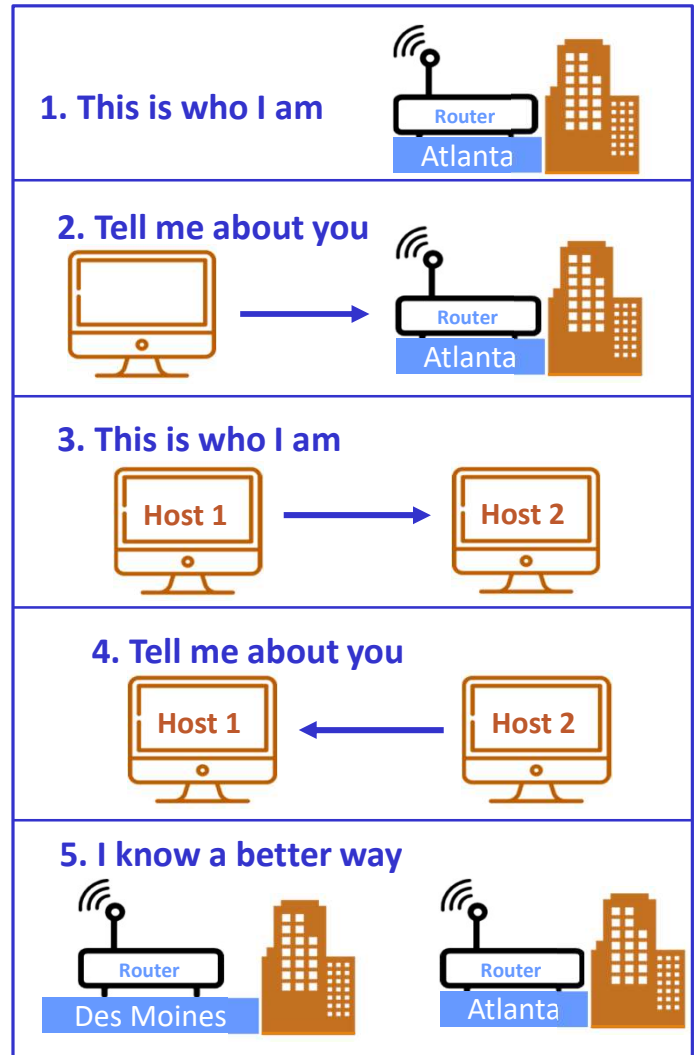 1. This is who I am
Router
Atlanta
2. Tell me about you
Router
Atlanta
3. This is who I am
Host 1
Host 2
4. Tell me about you
Host 1
Host 2
5. I know a better way
Router
Des Moines
Router
Atlanta